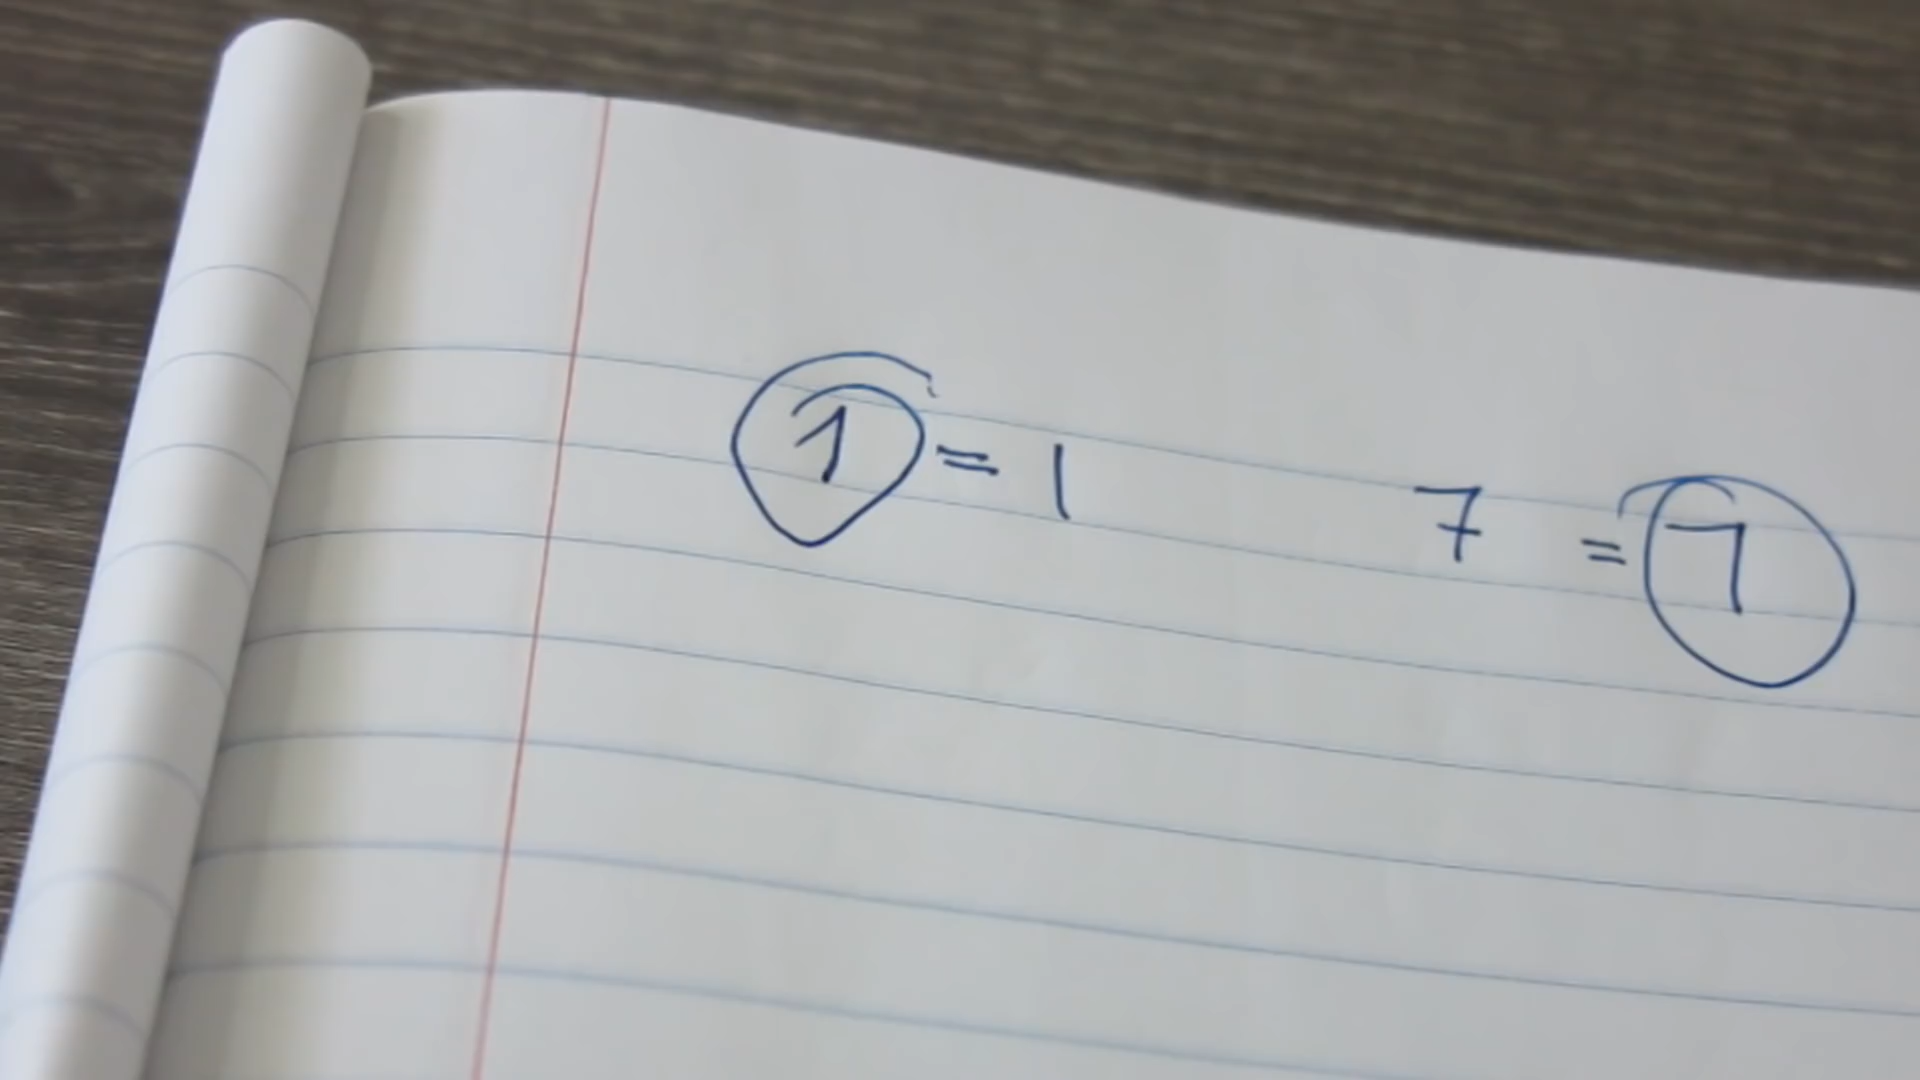 1 = 1 7 = 7